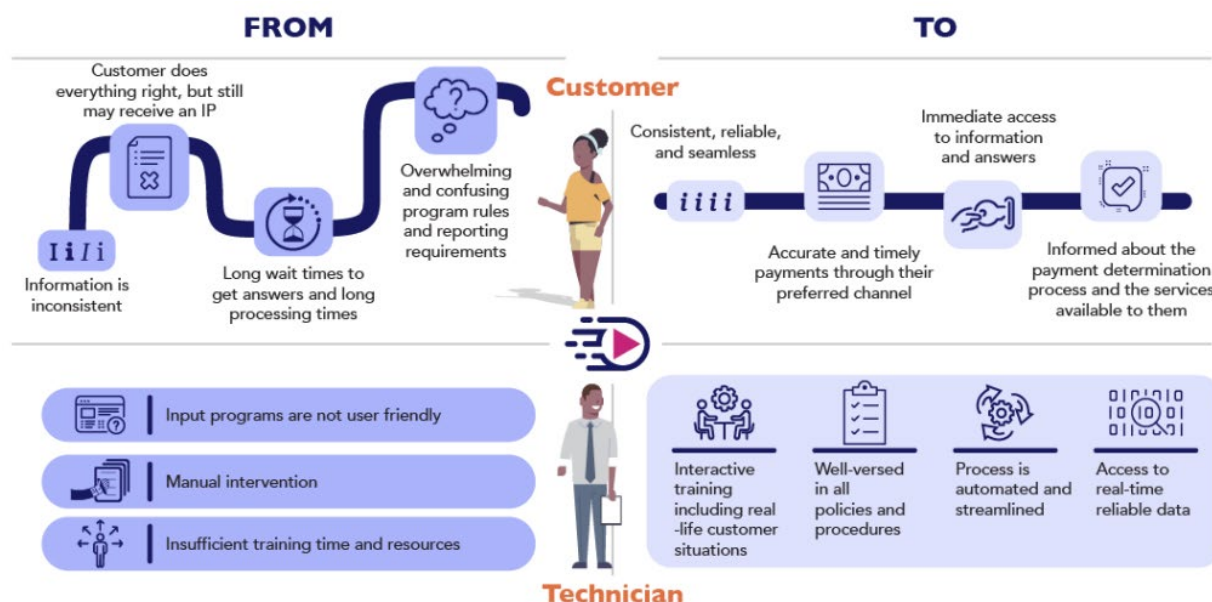 FROM
TO
Customer does
everything right, but still
may receive an IP
Information is
inconsistent
Long wait times to
get answers and long
processing times
Overwhelming
and confusing
program rules
and reporting
requirements
Customer
Consistent, reliable,
and seamless
Accurate and timely
payments through their
preferred channel
Immediate access
to information
and answers
Informed about the
payment determination
process and the services
available to them
Input programs are not user friendly
Manual intervention
Insufficient training time and resources
Technician
Interactive
training
including real
-life customer
situations
Well-versed
in all
policies and
procedures
Process is
automated and
streamlined
Access to
real-time
reliable data